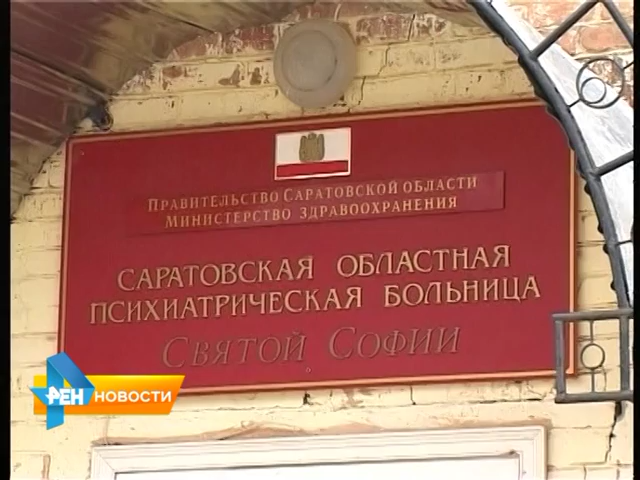 Правительство Саратовской области
Министерство здравоохранения
Саратовская областная
психиатрическая больница
Святой Софии
РЕН НОВОСТИ